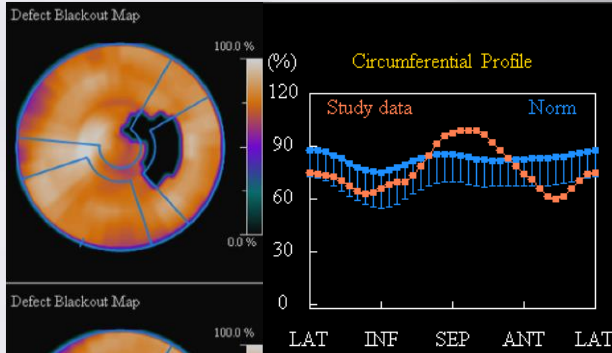 Defect Blackout Map
100.0 %
0.0 %
Defect Blackout Map
100.0 %
(%)
Circumferential Profile
120
90
60
30
0
Study data
Norm
LAT INF SEP ANT LAT